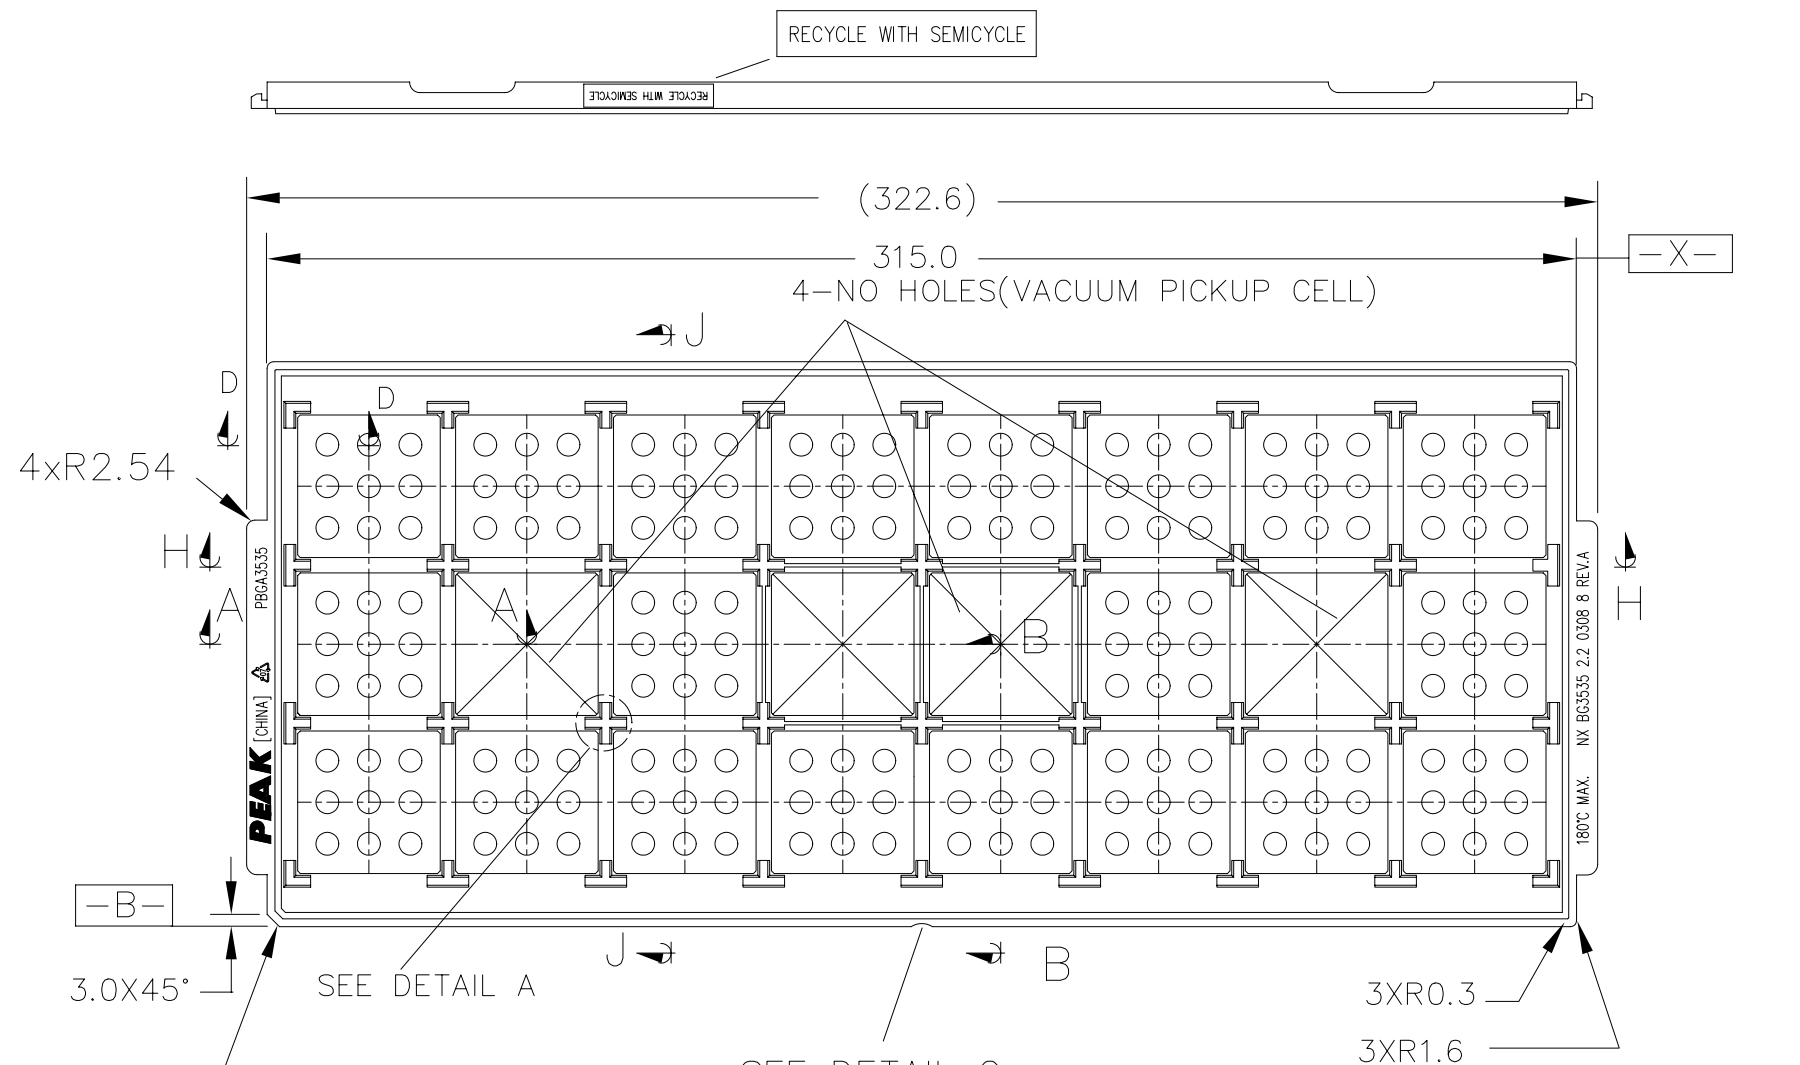 RECYCLE WITH SEMICYCLE
RECYCLE WITH SEMICYCLE
(322.6)
315.0
-X-
4-NO HOLES(VACUUM PICKUP CELL)
J
D
D
4xR2.54
H
A
PBGA3535
A
B
H
[CHINA]
PEAK
180°C MAX. NX BG3535 2.2 0308 8 REV.A
-B-
3.0X45°
J
SEE DETAIL A
B
3XR0.3
3XR1.6
SEE DETAIL